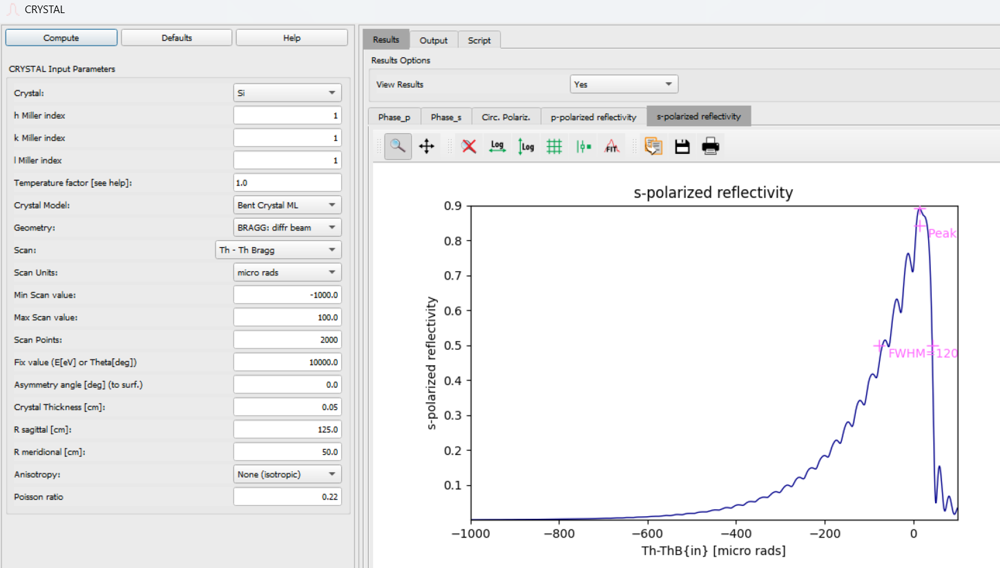 CRYSTAL
Compute Defaults Help
CRYSTAL Input Parameters
Crystal: Si
h Miller index 1
k Miller index 1
l Miller index 1
Temperature factor [see help]: 1.0
Crystal Model: Bent Crystal ML
Geometry: BRAGG: diffr beam
Scan: Th - Th Bragg
Scan Units: micro rads
Min Scan value: -1000.0
Max Scan value: 100.0
Scan Points: 2000
Fix value (E[eV] or Theta[deg]) 10000.0
Asymmetry angle [deg] (to surf.) 0.0
Crystal Thickness [cm]: 0.05
R sagittal [cm]: 125.0
R meridional [cm]: 50.0
Anisotropy: None (isotropic)
Poisson ratio 0.22
Results Output Script
Results Options
View Results Yes
Phase_p Phase_s Circ. Polariz. p-polarized reflectivity s-polarized reflectivity
Log Log FIT
s-polarized reflectivity
s-polarized reflectivity
0.9
0.8
0.7
0.6
0.5
0.4
0.3
0.2
0.1
Peak
FWHM=120
−1000 −800 −600 −400 −200 0
Th-ThB{in} [micro rads]